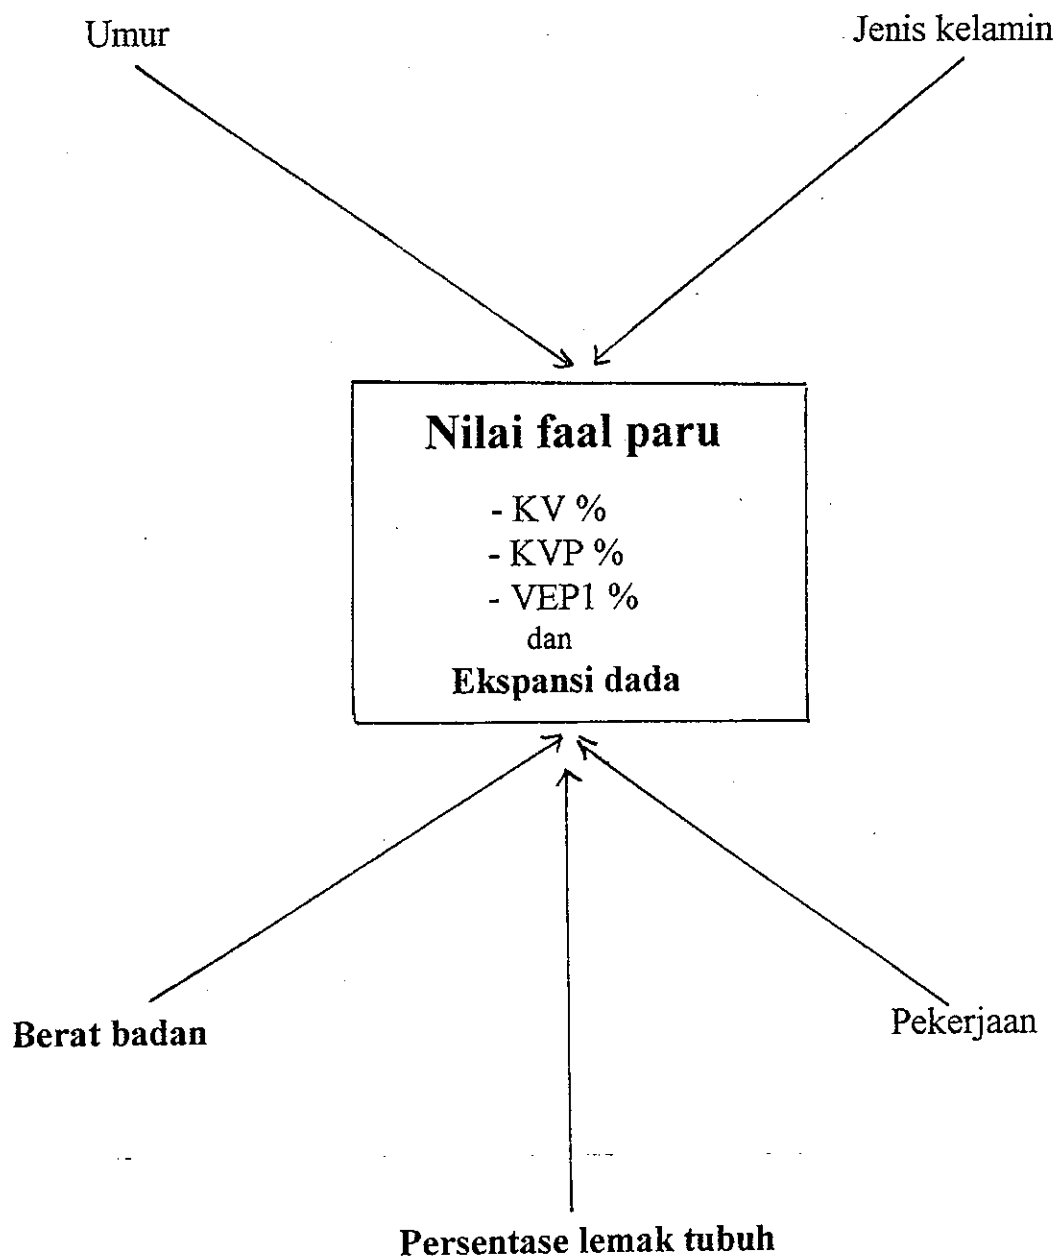 Umur
Jenis kelamin
Nilai faal paru
- KV %
- KVP %
- VEP1 %
dan
Ekspansi dada
Berat badan
Pekerjaan
Persentase lemak tubuh